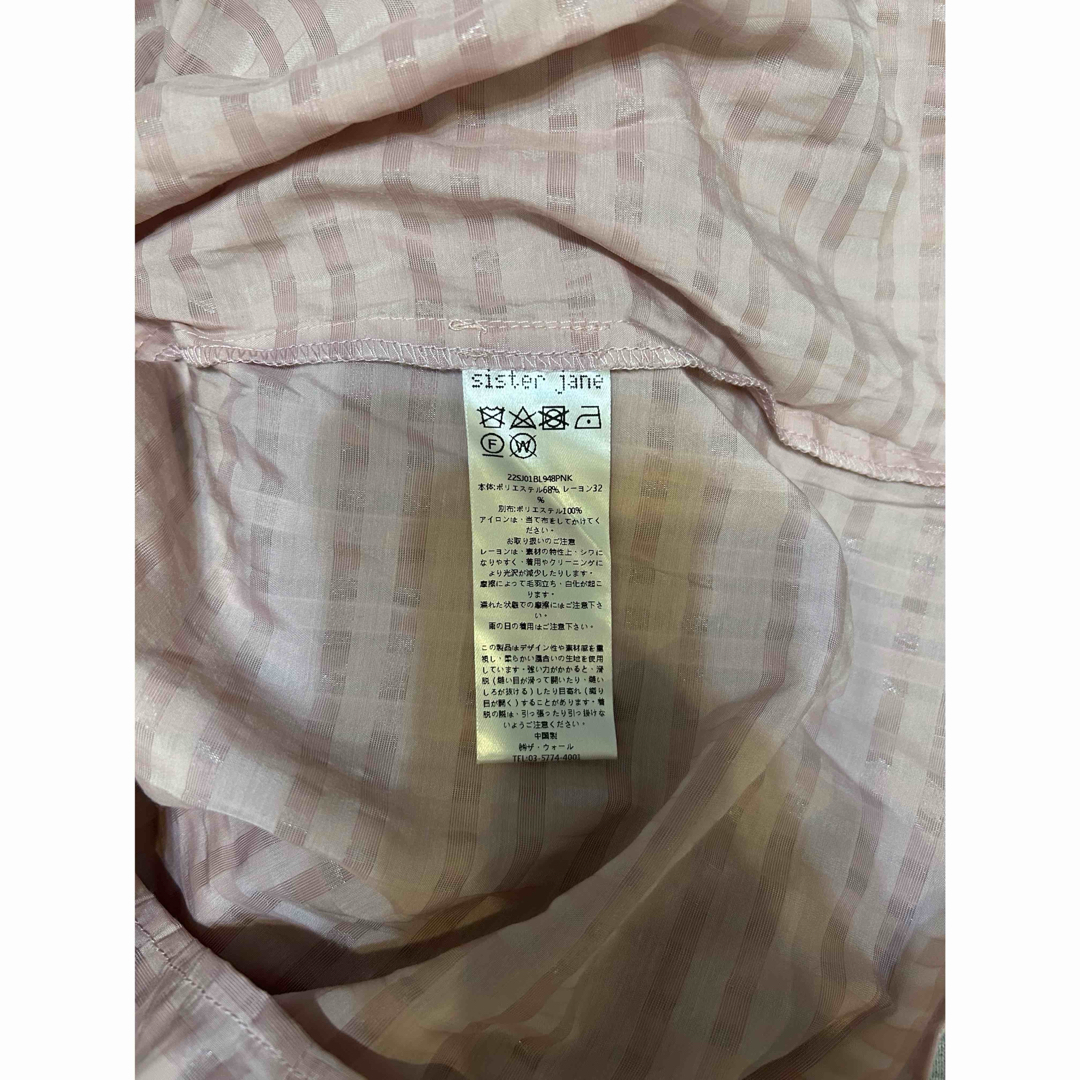 sister jane
F
W
22SJ01BL948PNK
本体:ポリエステル68%, レーヨン32
%
別布:ポリエステル100%
アイロンは・当て布をしてかけてく
ださい。
お取り扱いのご注意
レーヨンは・素材の特性上・シワに
なりやすく・着用やクリーニングに
より光沢が減少したりします。
摩擦によって毛羽立ち・白化が起こ
ります。
濡れた状態での摩擦にはご注意下さ
い。
雨の日の着用はご注意下さい。
この製品はデザイン性や素材感を重
視し・柔らかい風合いの生地を使用
しています。強い力がかかると・滑
脱(縫い目が滑って開いたり・縫い
しろが抜ける)したり目寄れ(織り
目が開く)することがあります。着
脱の際は・引っ張ったり引っ掛けな
いようご注意ください。
中国製
㈱ザ・ウォール
TEL:03-5774-4001